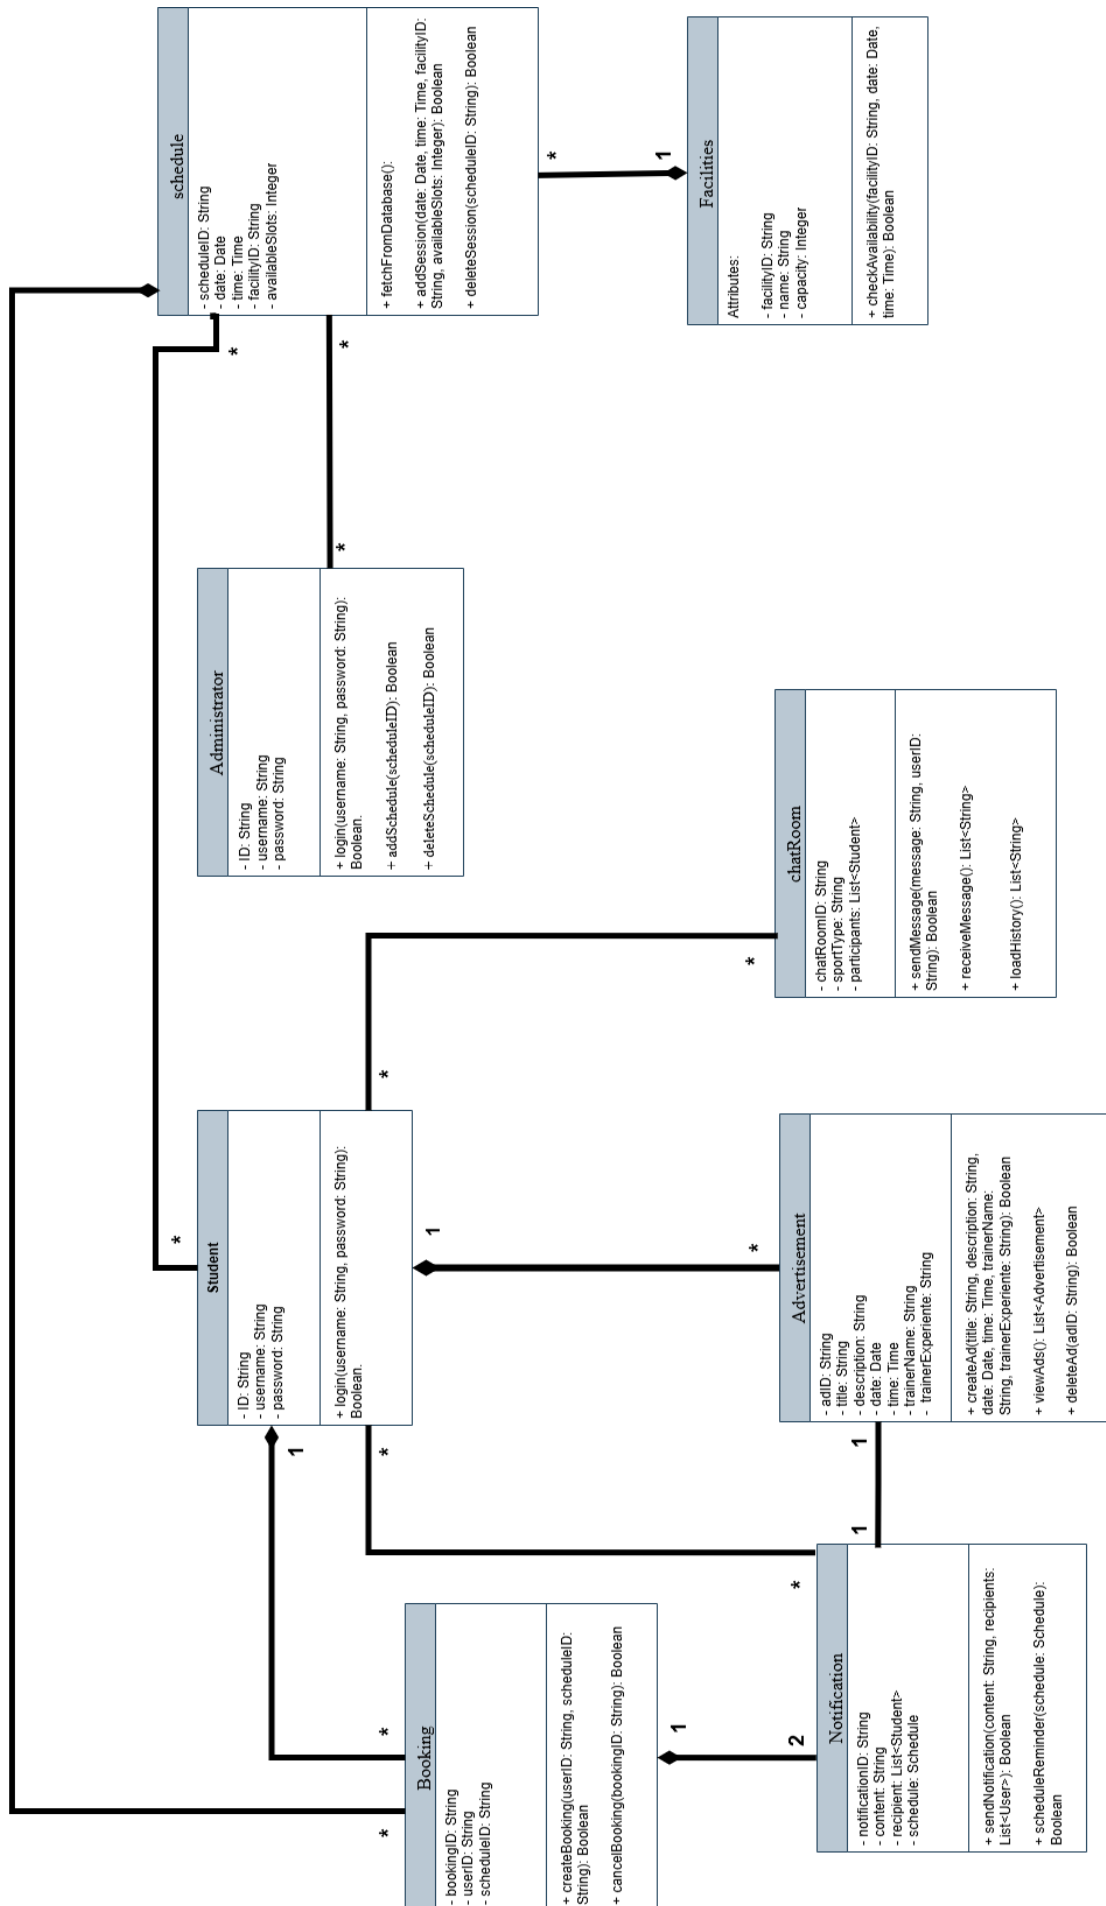 Booking
- bookingID: String
- userID: String
- scheduleID: String
+ createBooking(userID: String, scheduleID:
String): Boolean
+ cancelBooking(bookingID: String): Boolean
*
*
1
Student
- ID: String
- username: String
- password: String
+ login(username: String, password: String):
Boolean.
*
*
*
1
Administrator
- ID: String
- username: String
- password: String
+ login(username: String, password: String):
Boolean.
+ addSchedule(scheduleID): Boolean
+ deleteSchedule(scheduleID): Boolean
*
*
*
schedule
- scheduleID: String
- date: Date
- time: Time
- facilityID: String
- availableSlots: Integer
+ fetchFromDatabase():
+ addSession(date: Date, time: Time, facilityID:
String, availableSlots: Integer): Boolean
+ deleteSession(scheduleID: String): Boolean
*
1
1
2
*
Notification
- notificationID: String
- content: String
- recipient: List<Student>
- schedule: Schedule
+ sendNotification(content: String, recipients:
List<User>): Boolean
+ scheduleReminder(schedule: Schedule):
Boolean
1
1
*
Advertisement
- adID: String
- title: String
- description: String
- date: Date
- time: Time
- trainerName: String
- trainerExperiente: String
+ createAd(title: String, description: String,
date: Date, time: Time, trainerName:
String, trainerExperiente: String): Boolean
+ viewAds(): List<Advertisement>
+ deleteAd(adID: String): Boolean
*
chatRoom
- chatRoomID: String
- sportType: String
- participants: List<Student>
+ sendMessage(message: String, userID:
String): Boolean
+ receiveMessage(): List<String>
+ loadHistory(): List<String>
Facilities
Attributes:
- facilityID: String
- name: String
- capacity: Integer
+ checkAvailability(facilityID: String, date: Date,
time: Time): Boolean